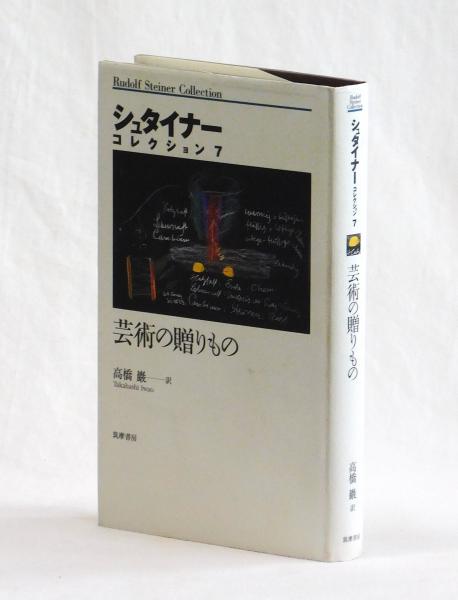 Rudolf Steiner Collection
シュタイナー
コレクション 7
芸術の贈りもの
高橋 巖──訳
Takahashi Iwao
筑摩書房
Rudolf
Steiner
Collection
シュタイナー コレクション 7
芸術の贈りもの
高橋 巖 訳
筑摩書房